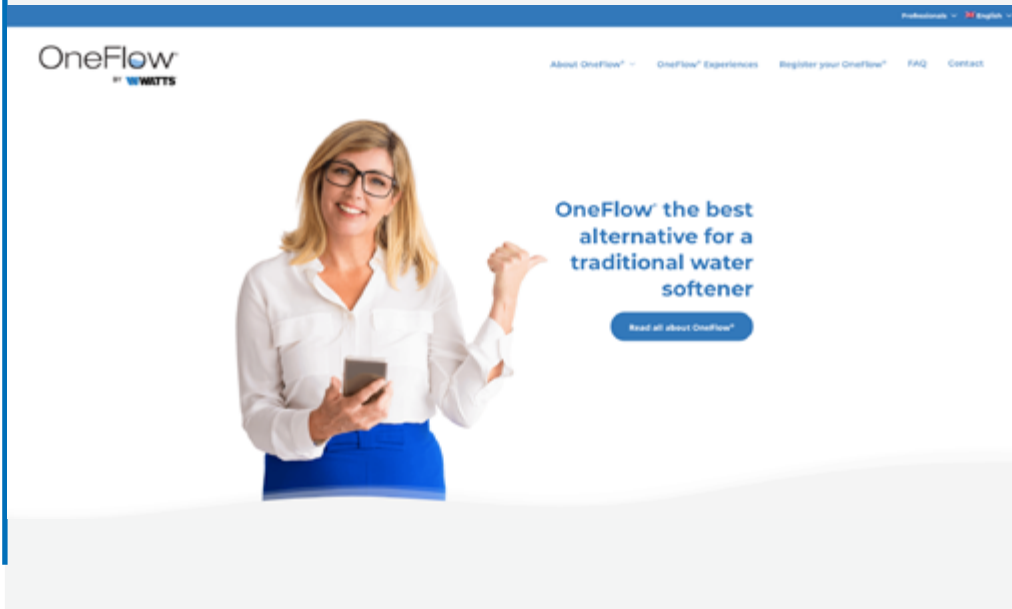 Professionals English
OneFlow®
BY WATTS
About OneFlow® OneFlow® Experiences Register your OneFlow® FAQ Contact
OneFlow® the best
alternative for a
traditional water
softener
Read all about OneFlow®